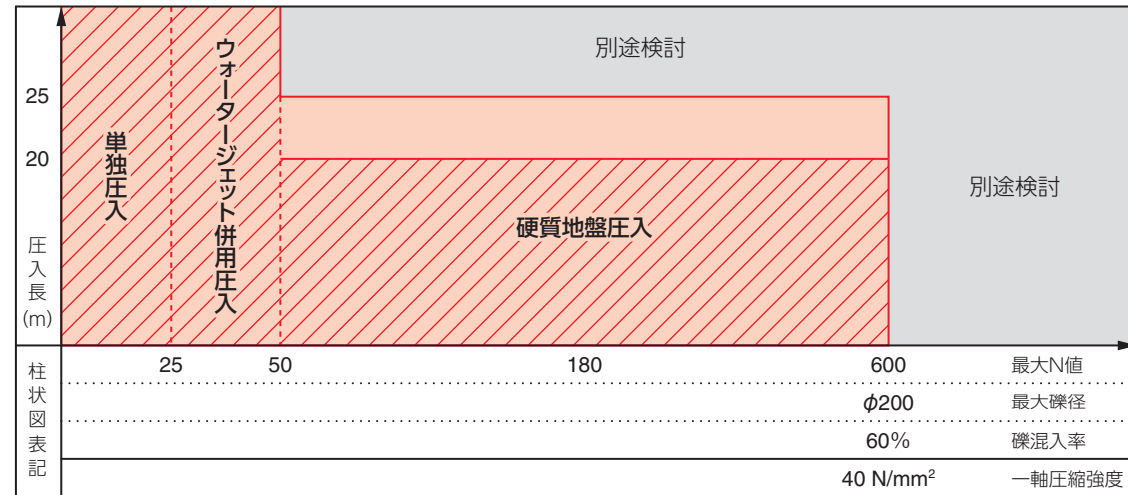 別途検討
25
20
単独圧入
ウォータージェット併用圧入
硬質地盤圧入
別途検討
圧入長(m)
25 50 180 600 最大N値
φ200 最大礫径
60% 礫混入率
40 N/mm² 一軸圧縮強度
柱状図表記